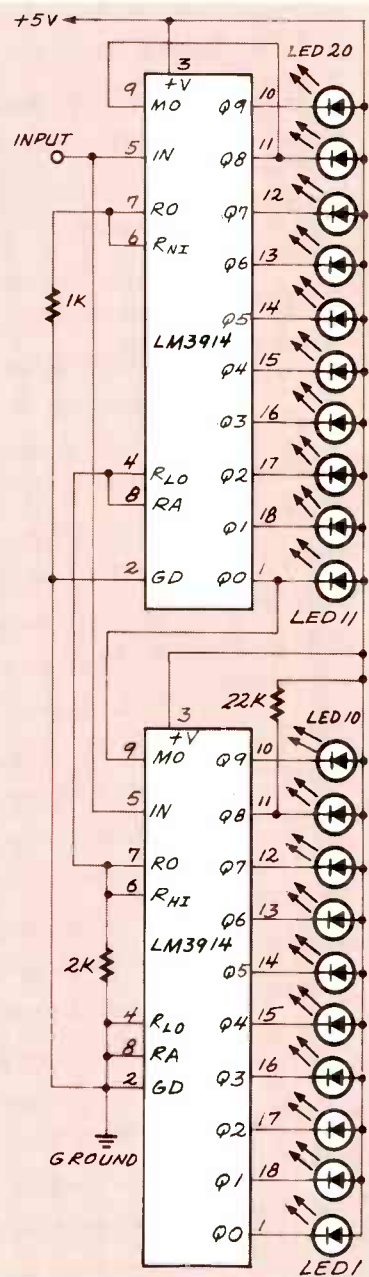 +5V
LED 20
3
+V
9 MO Q9 10
INPUT
5 IN Q8 11
7 RO Q7 12
6 RNI Q6 13
1K
Q5 14
LM3914
Q4 15
Q3 16
4 RLO Q2 17
8 RA
Q1 18
2 GD Q0 1
LED 11
22K
3
+V
LED 10
9 MO Q9 10
5 IN Q8 11
7 RO Q7 12
6 RHI
Q6 13
LM3914
2K
Q5 14
4 RLO Q4 15
8 RA
Q3 16
2 GD
Q2 17
GROUND
Q1 18
Q0 1
LED 1